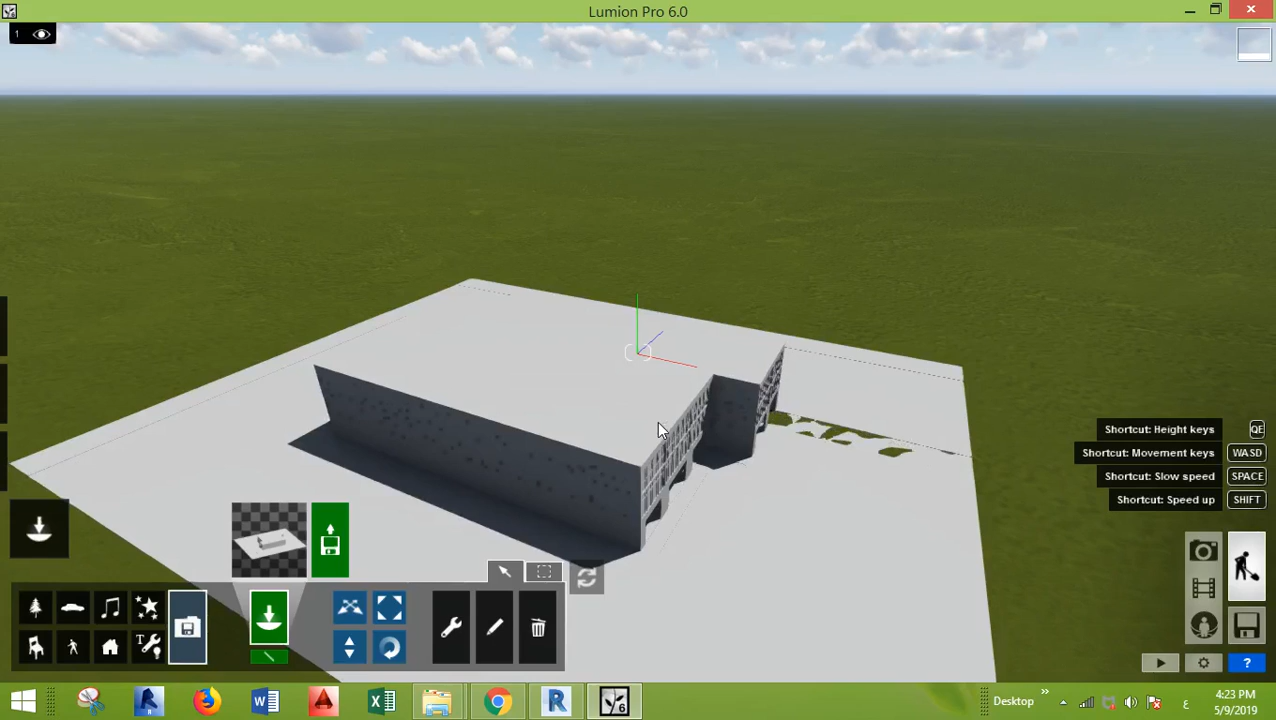 Lumion Pro 6.0
1
Shortcut: Height keys QE
Shortcut: Movement keys WASD
Shortcut: Slow speed SPACE
Shortcut: Speed up SHIFT
T
?
Desktop
ع
4:23 PM
5/9/2019